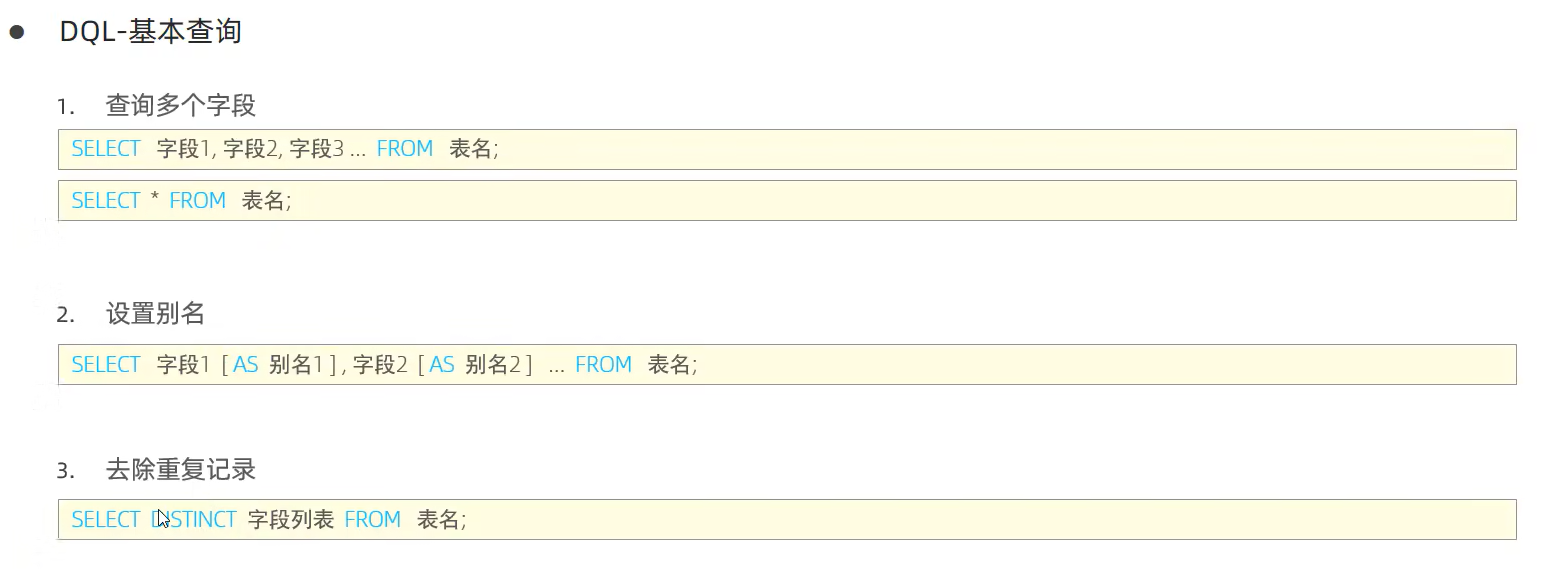 DQL-基本查询
1. 查询多个字段
SELECT 字段1, 字段2, 字段3 ... FROM 表名;
SELECT * FROM 表名;
2. 设置别名
SELECT 字段1 [ AS 别名1 ] , 字段2 [ AS 别名2 ] ... FROM 表名;
3. 去除重复记录
SELECT DISTINCT 字段列表 FROM 表名;